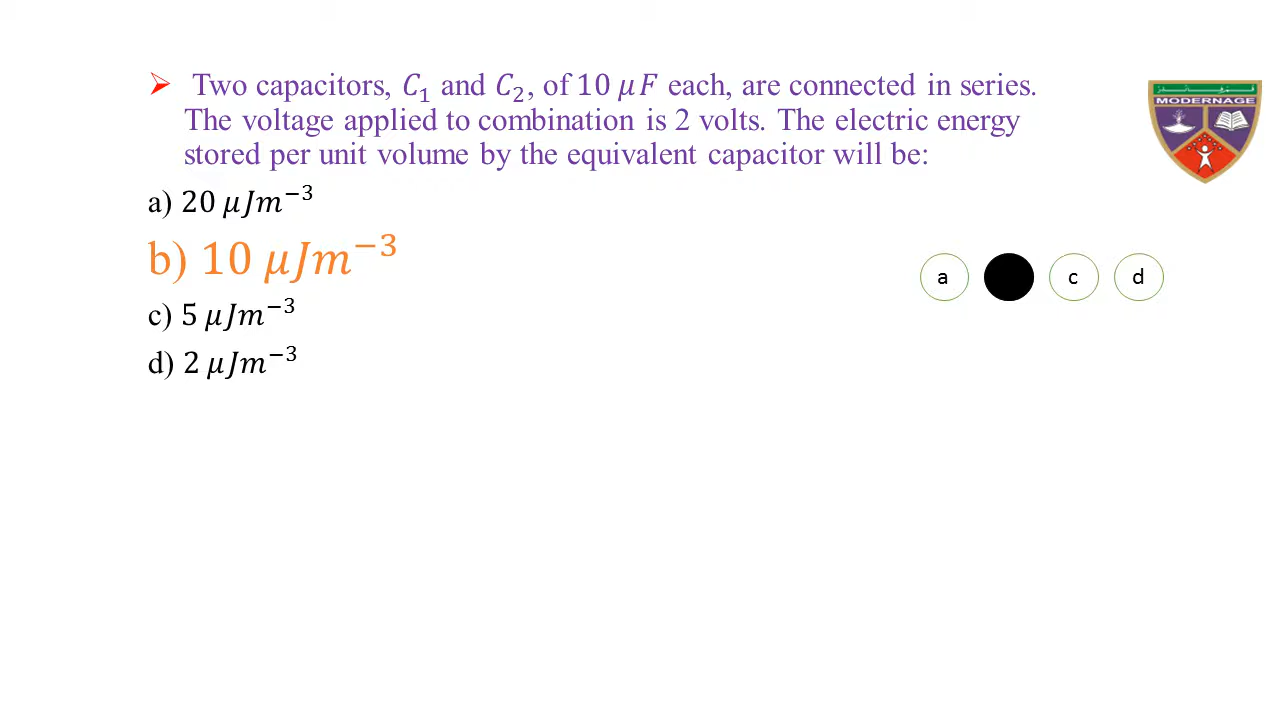 ➢ Two capacitors, C₁ and C₂, of 10 μF each, are connected in series.
The voltage applied to combination is 2 volts. The electric energy
stored per unit volume by the equivalent capacitor will be:
a) 20 μJm⁻³
b) 10 μJm⁻³
c) 5 μJm⁻³
d) 2 μJm⁻³
MODERNAGE
a c d